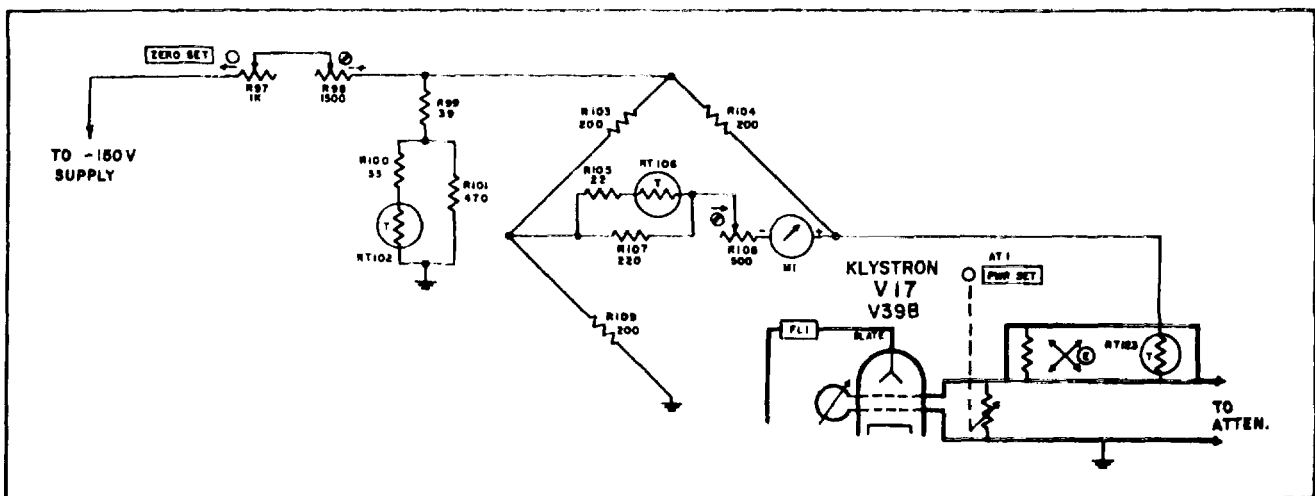 ZERO SET
R97
1K
R98
1500
R99
39
TO -150V
SUPPLY
R100
33
T
RT102
R101
470
R103
200
R104
200
R105
22
RT106
T
R107
220
R108
500
-
+
M1
R109
200
KLYSTRON
V17
V39B
PLATE
FL1
AT1
PWR SET
E
T
TO
ATTEN.